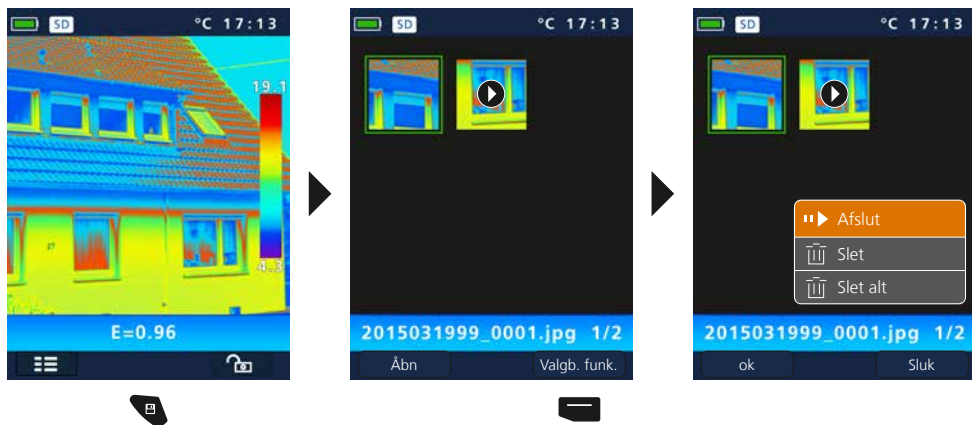 SD °C 17:13
19.1
27
4.3
E=0.96
SD °C 17:13
2015031999_0001.jpg 1/2
Åbn Valgb. funk.
SD °C 17:13
Afslut
Slet
Slet alt
2015031999_0001.jpg 1/2
ok Sluk